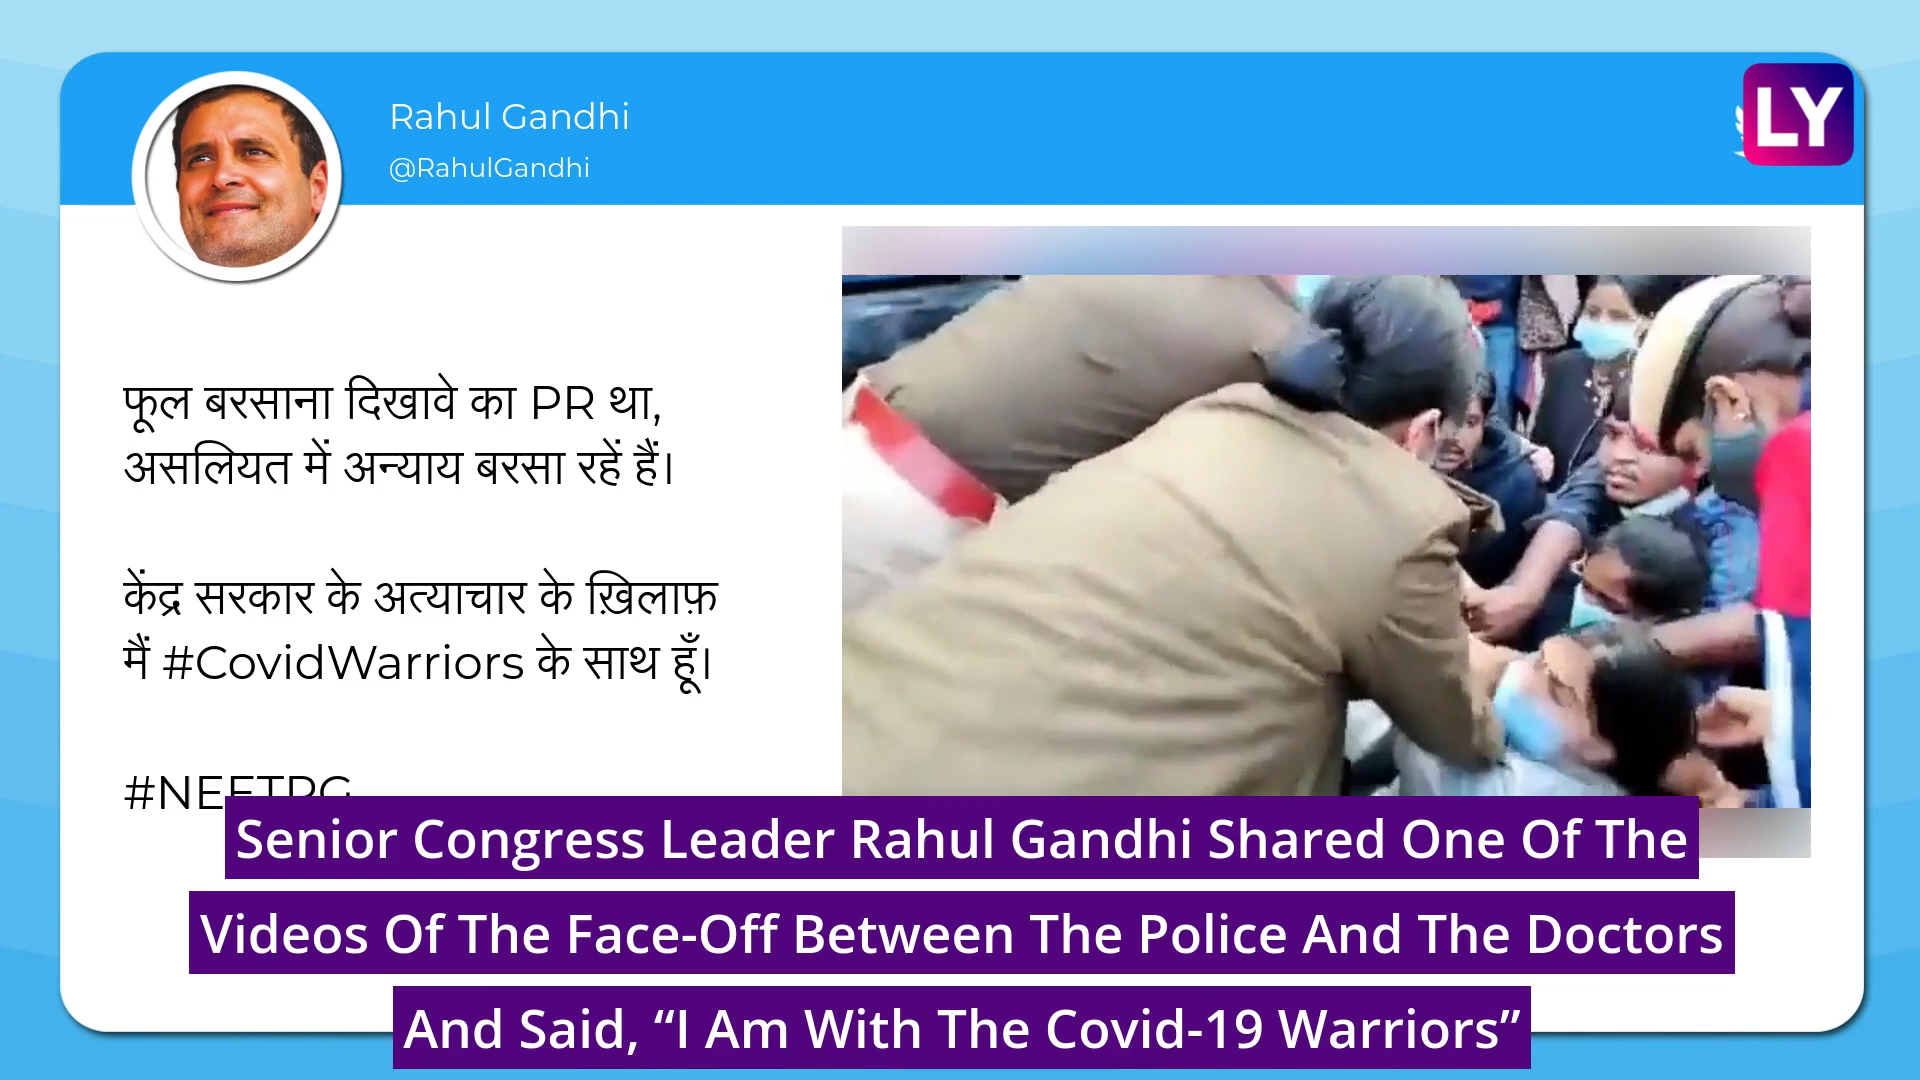 Rahul Gandhi
@RahulGandhi
LY
फूल बरसाना दिखावे का PR था,
असलियत में अन्याय बरसा रहें हैं।
केंद्र सरकार के अत्याचार के ख़िलाफ़
मैं #CovidWarriors के साथ हूँ।
#NEETPG
Senior Congress Leader Rahul Gandhi Shared One Of The
Videos Of The Face-Off Between The Police And The Doctors
And Said, “I Am With The Covid-19 Warriors”